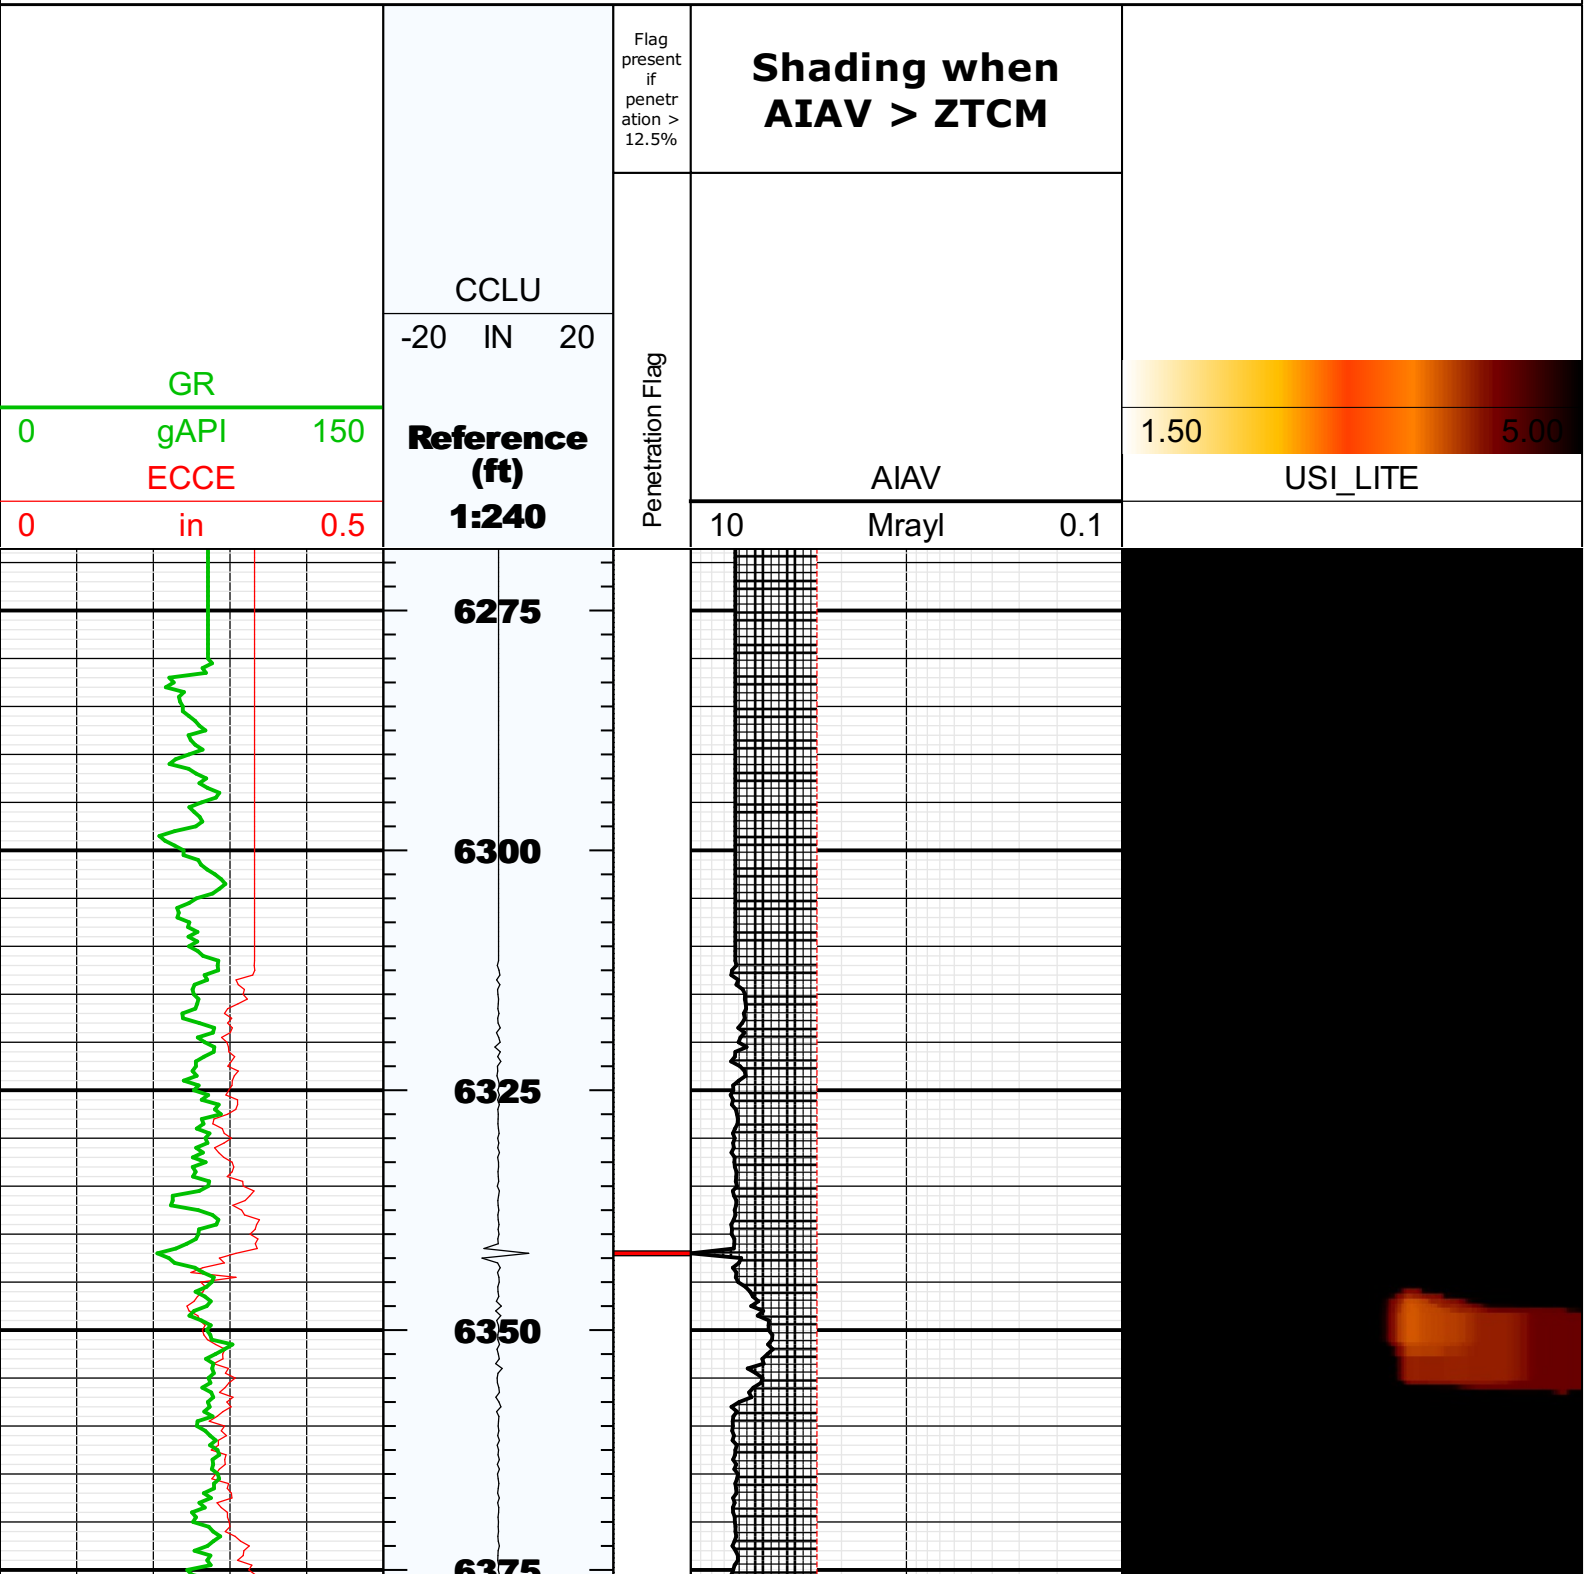 Flag
present
if
penetr
ation >
12.5%
Shading when
AIAV > ZTCM
CCLU
-20 IN 20
GR
0 gAPI 150
ECCE
0 in 0.5
Reference
(ft)
1:240
Penetration Flag
AIAV
10 Mrayl 0.1
1.50 5.00
USI_LITE
6275
6300
6325
6350
6375